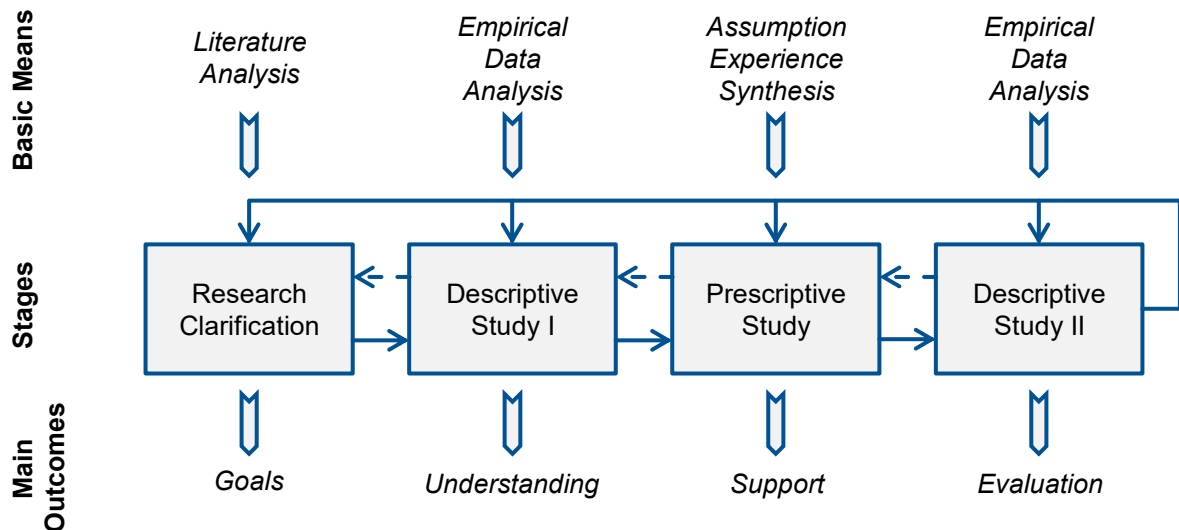 Basic Means
Literature
Analysis
Empirical
Data
Analysis
Assumption
Experience
Synthesis
Empirical
Data
Analysis
Stages
Research
Clarification
Descriptive
Study I
Prescriptive
Study
Descriptive
Study II
Main
Outcomes
Goals
Understanding
Support
Evaluation